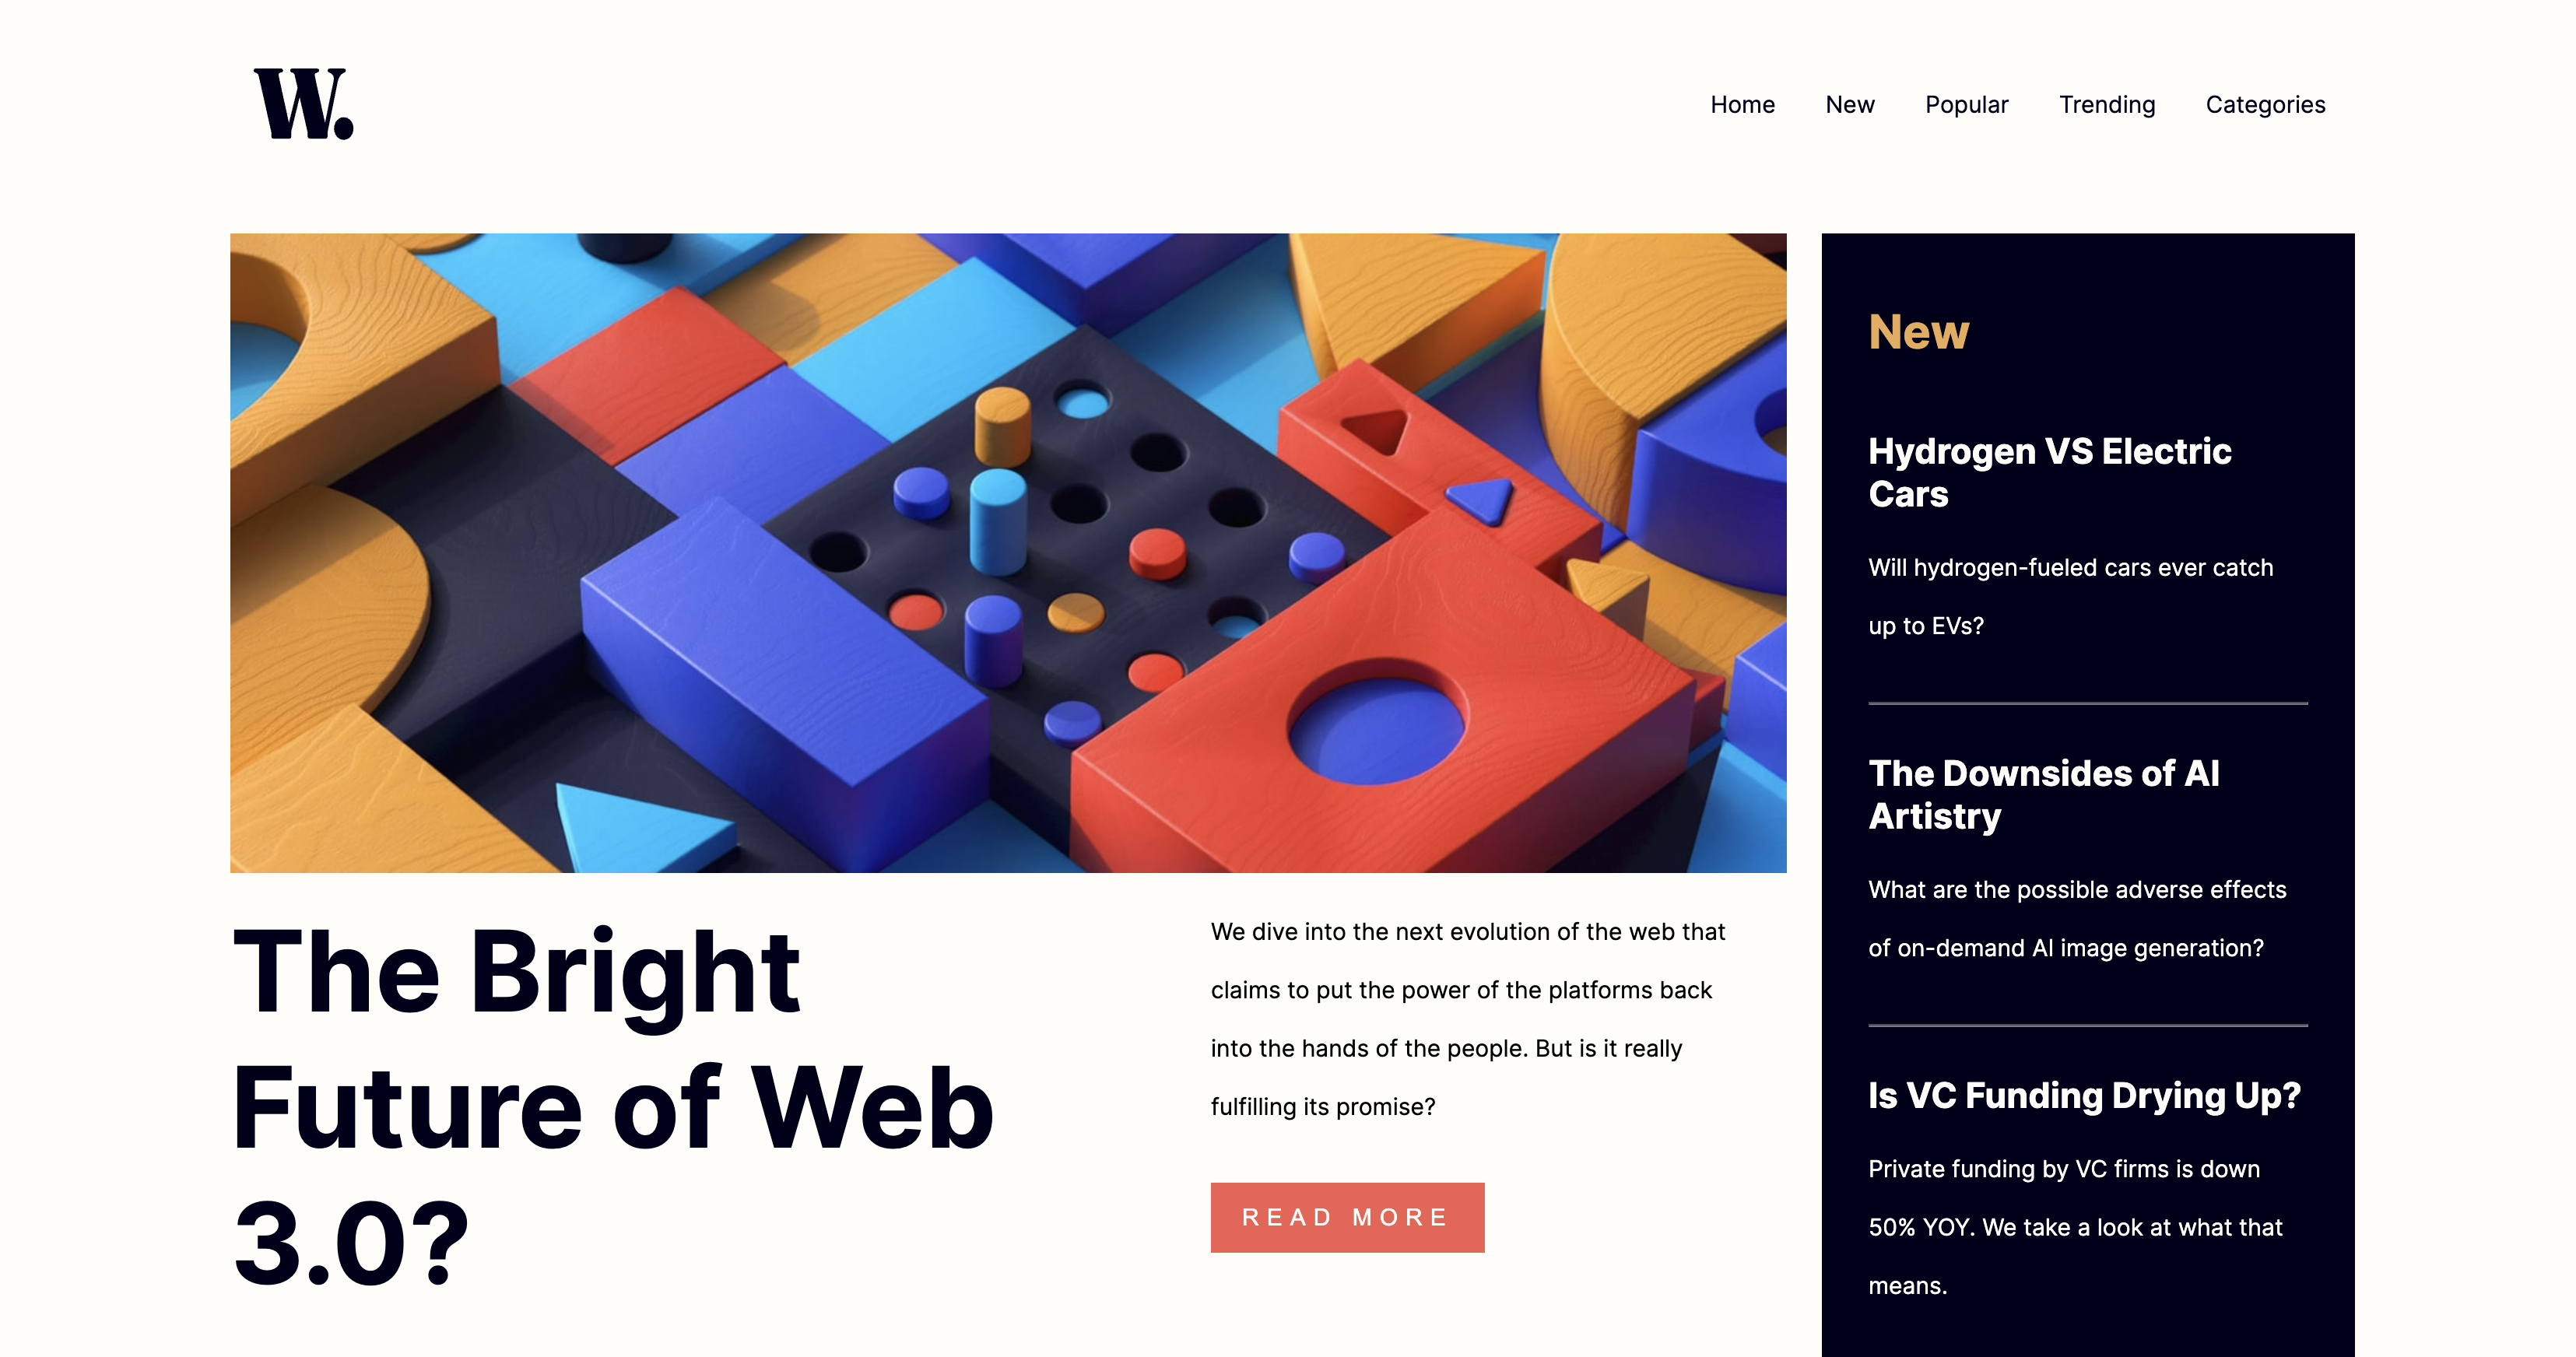 W.
Home New Popular Trending Categories
The Bright
Future of Web
3.0?
We dive into the next evolution of the web that
claims to put the power of the platforms back
into the hands of the people. But is it really
fulfilling its promise?
READ MORE
New
Hydrogen VS Electric
Cars
Will hydrogen-fueled cars ever catch
up to EVs?
The Downsides of AI
Artistry
What are the possible adverse effects
of on-demand AI image generation?
Is VC Funding Drying Up?
Private funding by VC firms is down
50% YOY. We take a look at what that
means.